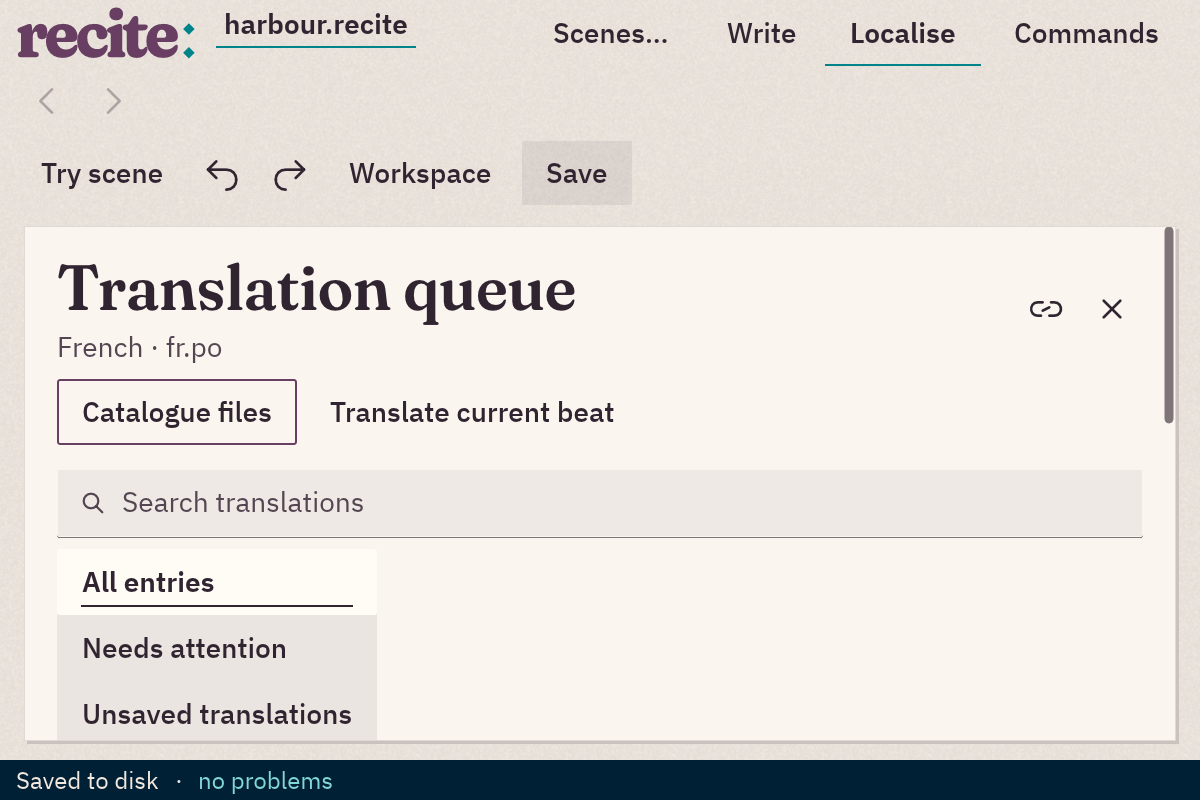 recite:
harbour.recite
Scenes...
Write
Localise
Commands
Try scene
Workspace
Save
Translation queue
French · fr.po
Catalogue files
Translate current beat
Search translations
All entries
Needs attention
Unsaved translations
Saved to disk · no problems